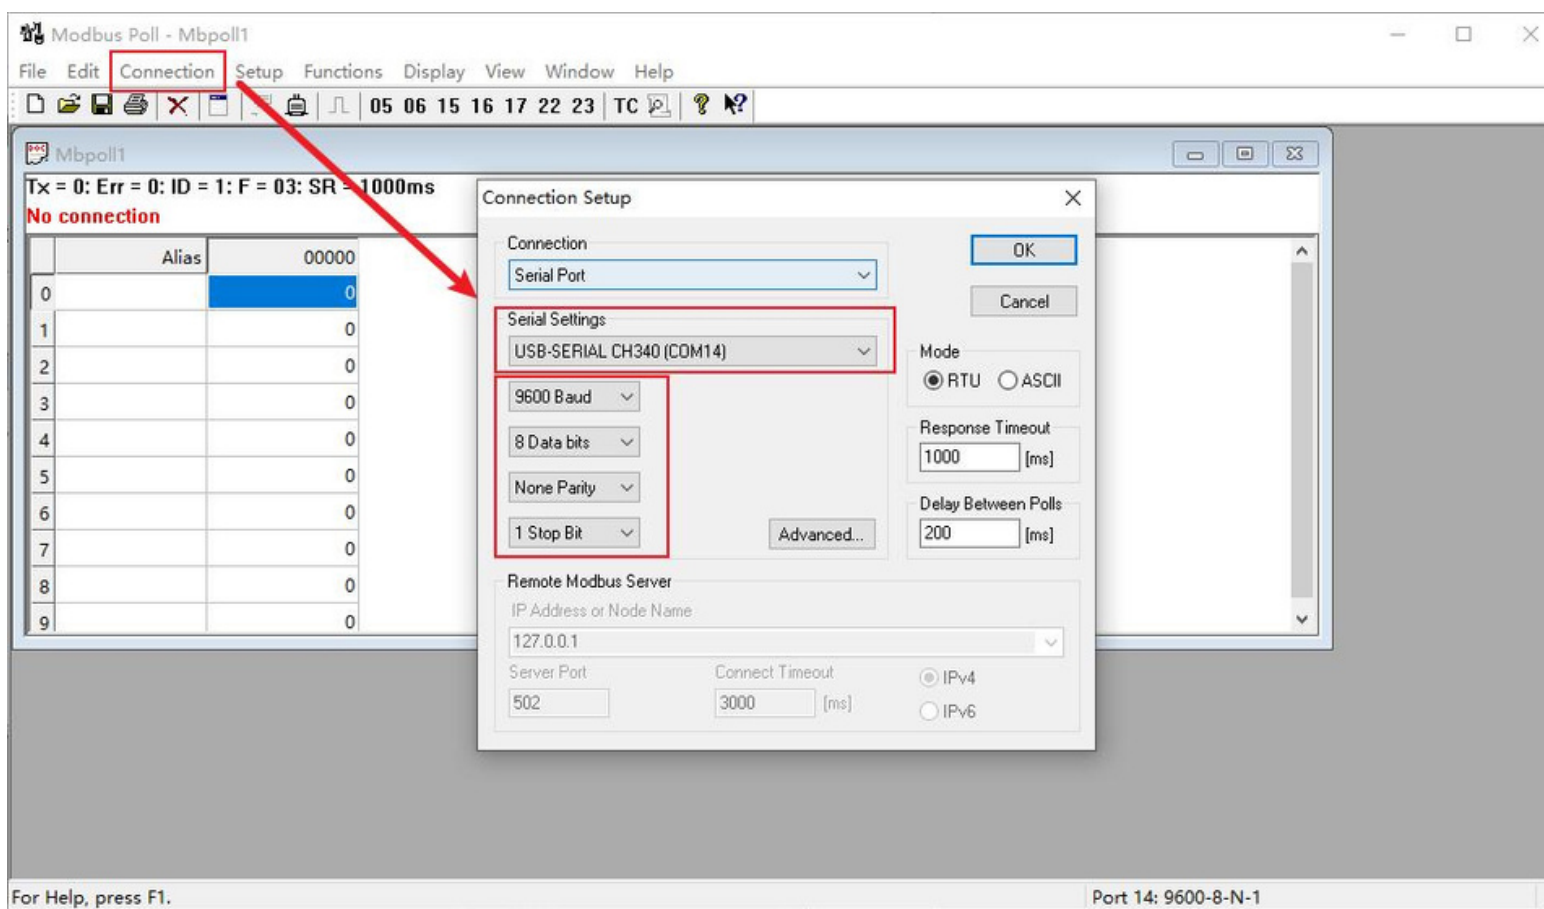 Modbus Poll - Mbpoll1
File Edit Connection Setup Functions Display View Window Help
05 06 15 16 17 22 23 TC
Mbpoll1
Tx = 0: Err = 0: ID = 1: F = 03: SR = 1000ms
No connection
Alias 00000
0 0
1 0
2 0
3 0
4 0
5 0
6 0
7 0
8 0
9 0
Connection Setup
Connection
Serial Port
OK
Cancel
Serial Settings
USB-SERIAL CH340 (COM14)
9600 Baud
8 Data bits
None Parity
1 Stop Bit
Advanced...
Mode
RTU ASCII
Response Timeout
1000 [ms]
Delay Between Polls
200 [ms]
Remote Modbus Server
IP Address or Node Name
127.0.0.1
Server Port Connect Timeout
502 3000 [ms]
IPv4
IPv6
For Help, press F1.
Port 14: 9600-8-N-1